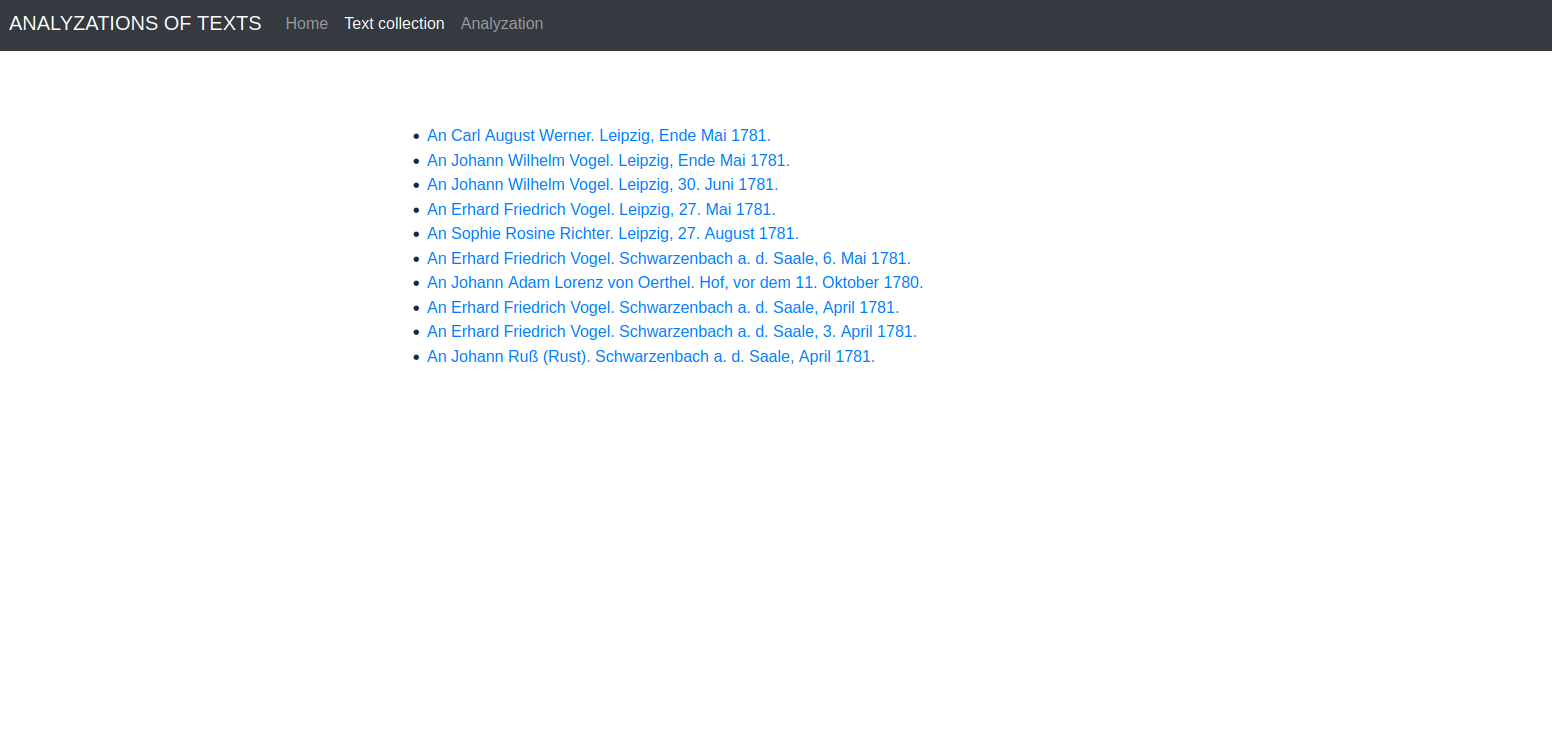 ANALYZATIONS OF TEXTS Home Text collection Analyzation
An Carl August Werner. Leipzig, Ende Mai 1781.
An Johann Wilhelm Vogel. Leipzig, Ende Mai 1781.
An Johann Wilhelm Vogel. Leipzig, 30. Juni 1781.
An Erhard Friedrich Vogel. Leipzig, 27. Mai 1781.
An Sophie Rosine Richter. Leipzig, 27. August 1781.
An Erhard Friedrich Vogel. Schwarzenbach a. d. Saale, 6. Mai 1781.
An Johann Adam Lorenz von Oerthel. Hof, vor dem 11. Oktober 1780.
An Erhard Friedrich Vogel. Schwarzenbach a. d. Saale, April 1781.
An Erhard Friedrich Vogel. Schwarzenbach a. d. Saale, 3. April 1781.
An Johann Ruß (Rust). Schwarzenbach a. d. Saale, April 1781.